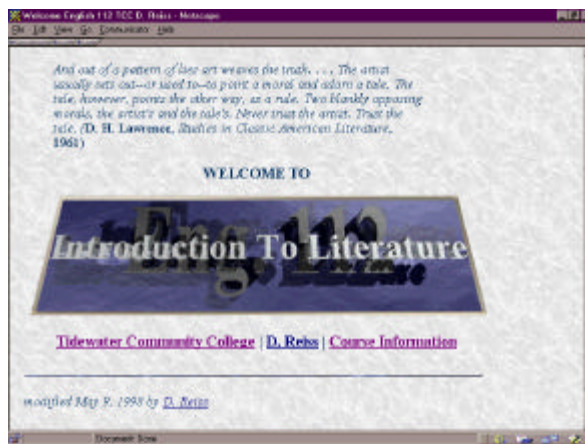 Welcome English 112 TCC D. Reiss - Netscape
File Edit View Go Communicator Help
And out of a pattern of lies art weaves the truth. . . . The artist
usually sets out--or used to--to point a moral and adorn a tale. The
tale, however, points the other way, as a rule. Two blankly opposing
morals, the artist's and the tale's. Never trust the artist. Trust the
tale. (D. H. Lawrence, Studies in Classic American Literature,
1961)
WELCOME TO
Eng. 112
Introduction To Literature
Tidewater Community College | D. Reiss | Course Information
modified May 9, 1998 by D. Reiss
Document: Done